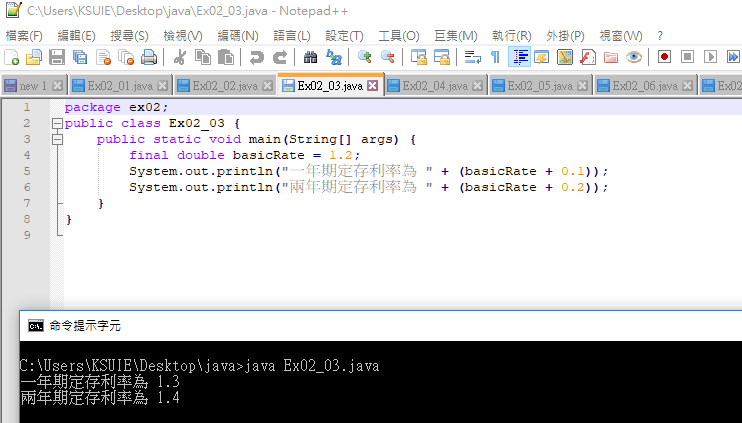 C:\Users\KSUIE\Desktop\java\Ex02_03.java - Notepad++
檔案(F) 編輯(E) 搜尋(S) 檢視(V) 編碼(N) 語言(L) 設定(T) 工具(O) 巨集(M) 執行(R) 外掛(P) 視窗(W) ?
new 1 Ex02_01.java Ex02_02.java Ex02_03.java Ex02_04.java Ex02_05.java Ex02_06.java Ex02
1 package ex02;
2 public class Ex02_03 {
3 public static void main(String[] args) {
4 final double basicRate = 1.2;
5 System.out.println("一年期定存利率為 " + (basicRate + 0.1));
6 System.out.println("兩年期定存利率為 " + (basicRate + 0.2));
7 }
8 }
9
命令提示字元
C:\Users\KSUIE\Desktop\java>java Ex02_03.java
一年期定存利率為 1.3
兩年期定存利率為 1.4